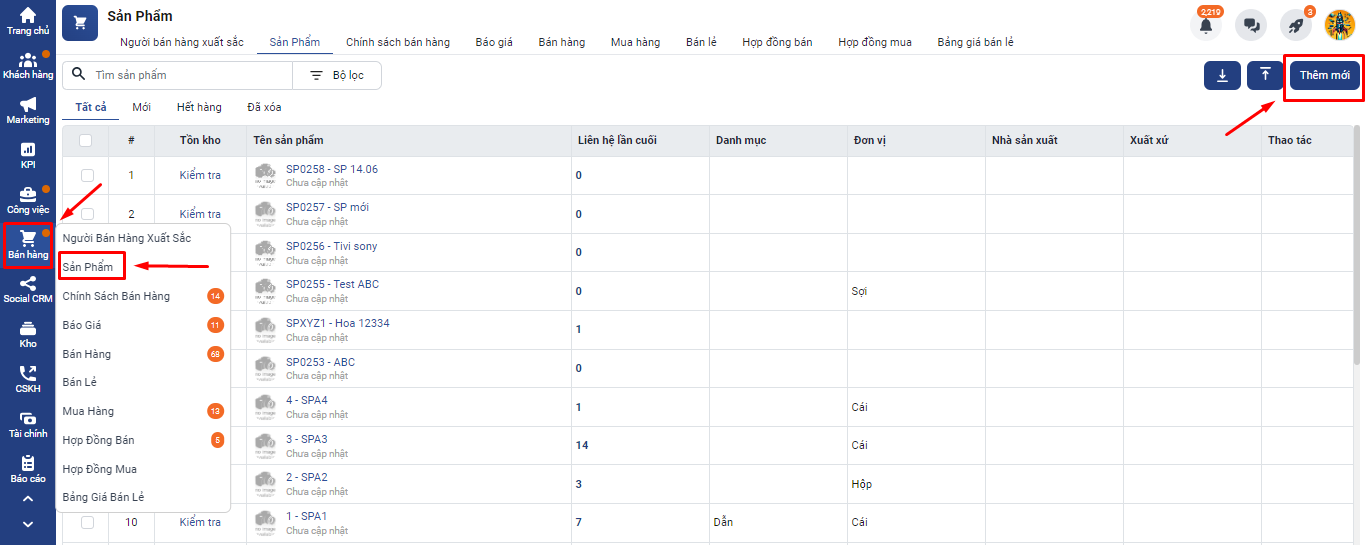 Trang chủ
Khách hàng
Marketing
KPI
Công việc
Bán hàng
Social CRM
Kho
CSKH
Tài chính
Báo cáo
Sản Phẩm
2,219
3
Người bán hàng xuất sắc
Sản Phẩm
Chính sách bán hàng
Báo giá
Bán hàng
Mua hàng
Bán lẻ
Hợp đồng bán
Hợp đồng mua
Bảng giá bán lẻ
Tìm sản phẩm
Bộ lọc
Thêm mới
Tất cả
Mới
Hết hàng
Đã xóa
# Tồn kho Tên sản phẩm Liên hệ lần cuối Danh mục Đơn vị Nhà sản xuất Xuất xứ Thao tác
1 Kiểm tra SP0258 - SP 14.06 0
Chưa cập nhật
2 Kiểm tra SP0257 - SP mới 0
Chưa cập nhật
SP0256 - Tivi sony 0
Chưa cập nhật
SP0255 - Test ABC 0 Sợi
Chưa cập nhật
SPXYZ1 - Hoa 12334 1
Chưa cập nhật
SP0253 - ABC 0
Chưa cập nhật
4 - SPA4 1 Cái
Chưa cập nhật
3 - SPA3 14 Cái
Chưa cập nhật
2 - SPA2 3 Hộp
Chưa cập nhật
10 Kiểm tra 1 - SPA1 7 Dẫn Cái
Chưa cập nhật
Người Bán Hàng Xuất Sắc
Sản Phẩm
Chính Sách Bán Hàng 14
Báo Giá 11
Bán Hàng 68
Bán Lẻ
Mua Hàng 13
Hợp Đồng Bán 5
Hợp Đồng Mua
Bảng Giá Bán Lẻ